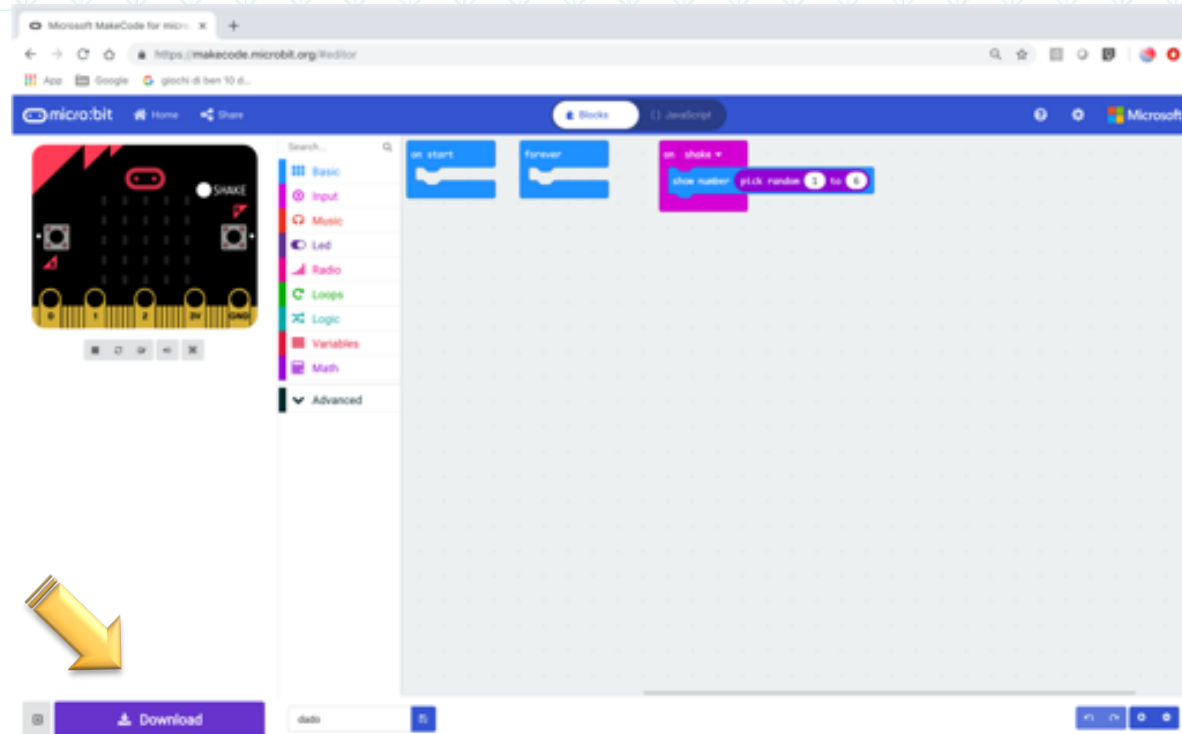 Microsoft MakeCode for micro:
https://makecode.microbit.org/#editor
App Google giochi di ben 10 d...
micro:bit Home Share Blocks {} JavaScript Microsoft
Search...
Basic
Input
Music
Led
Radio
Loops
Logic
Variables
Math
Advanced
SHAKE
0 1 2 3V GND
on start
forever
on shake
show number pick random 1 to 6
Download
dado